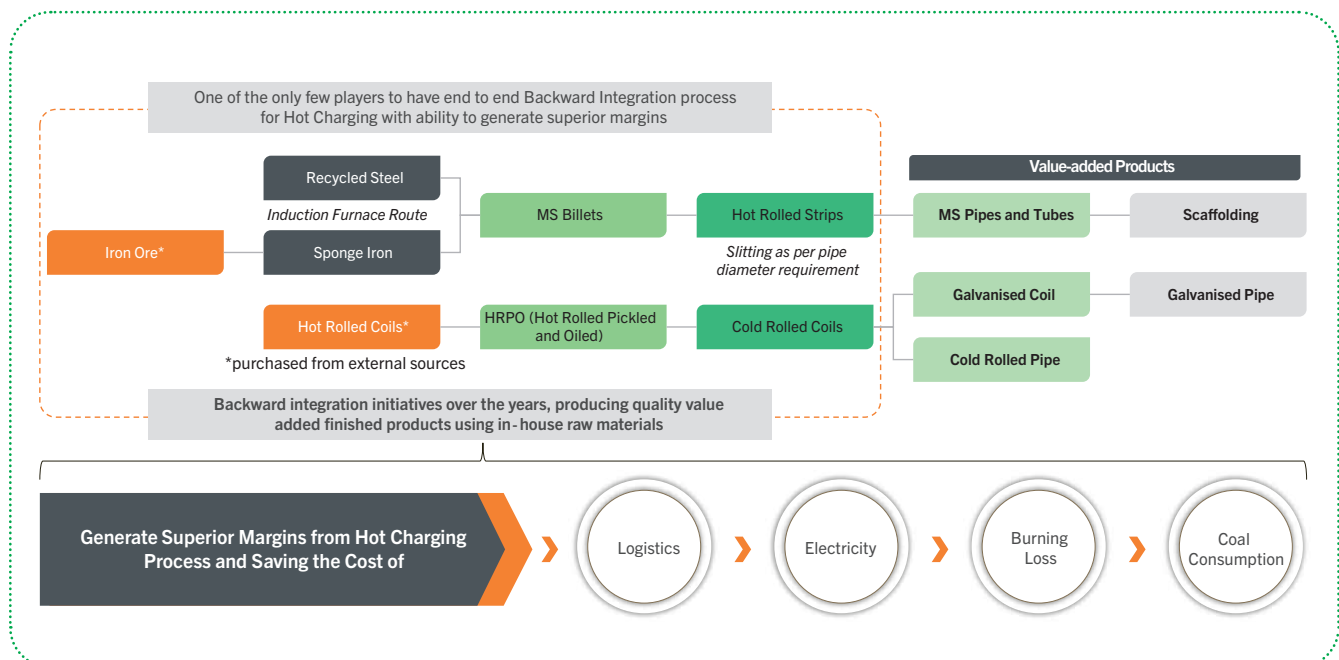 One of the only few players to have end to end Backward Integration process
for Hot Charging with ability to generate superior margins
Value-added Products
Recycled Steel
Induction Furnace Route
MS Billets
Hot Rolled Strips
MS Pipes and Tubes
Scaffolding
Iron Ore*
Sponge Iron
Slitting as per pipe
diameter requirement
Galvanised Coil
Galvanised Pipe
Hot Rolled Coils*
HRPO (Hot Rolled Pickled
and Oiled)
Cold Rolled Coils
Cold Rolled Pipe
*purchased from external sources
Backward integration initiatives over the years, producing quality value
added finished products using in-house raw materials
Generate Superior Margins from Hot Charging
Process and Saving the Cost of
Logistics
Electricity
Burning
Loss
Coal
Consumption